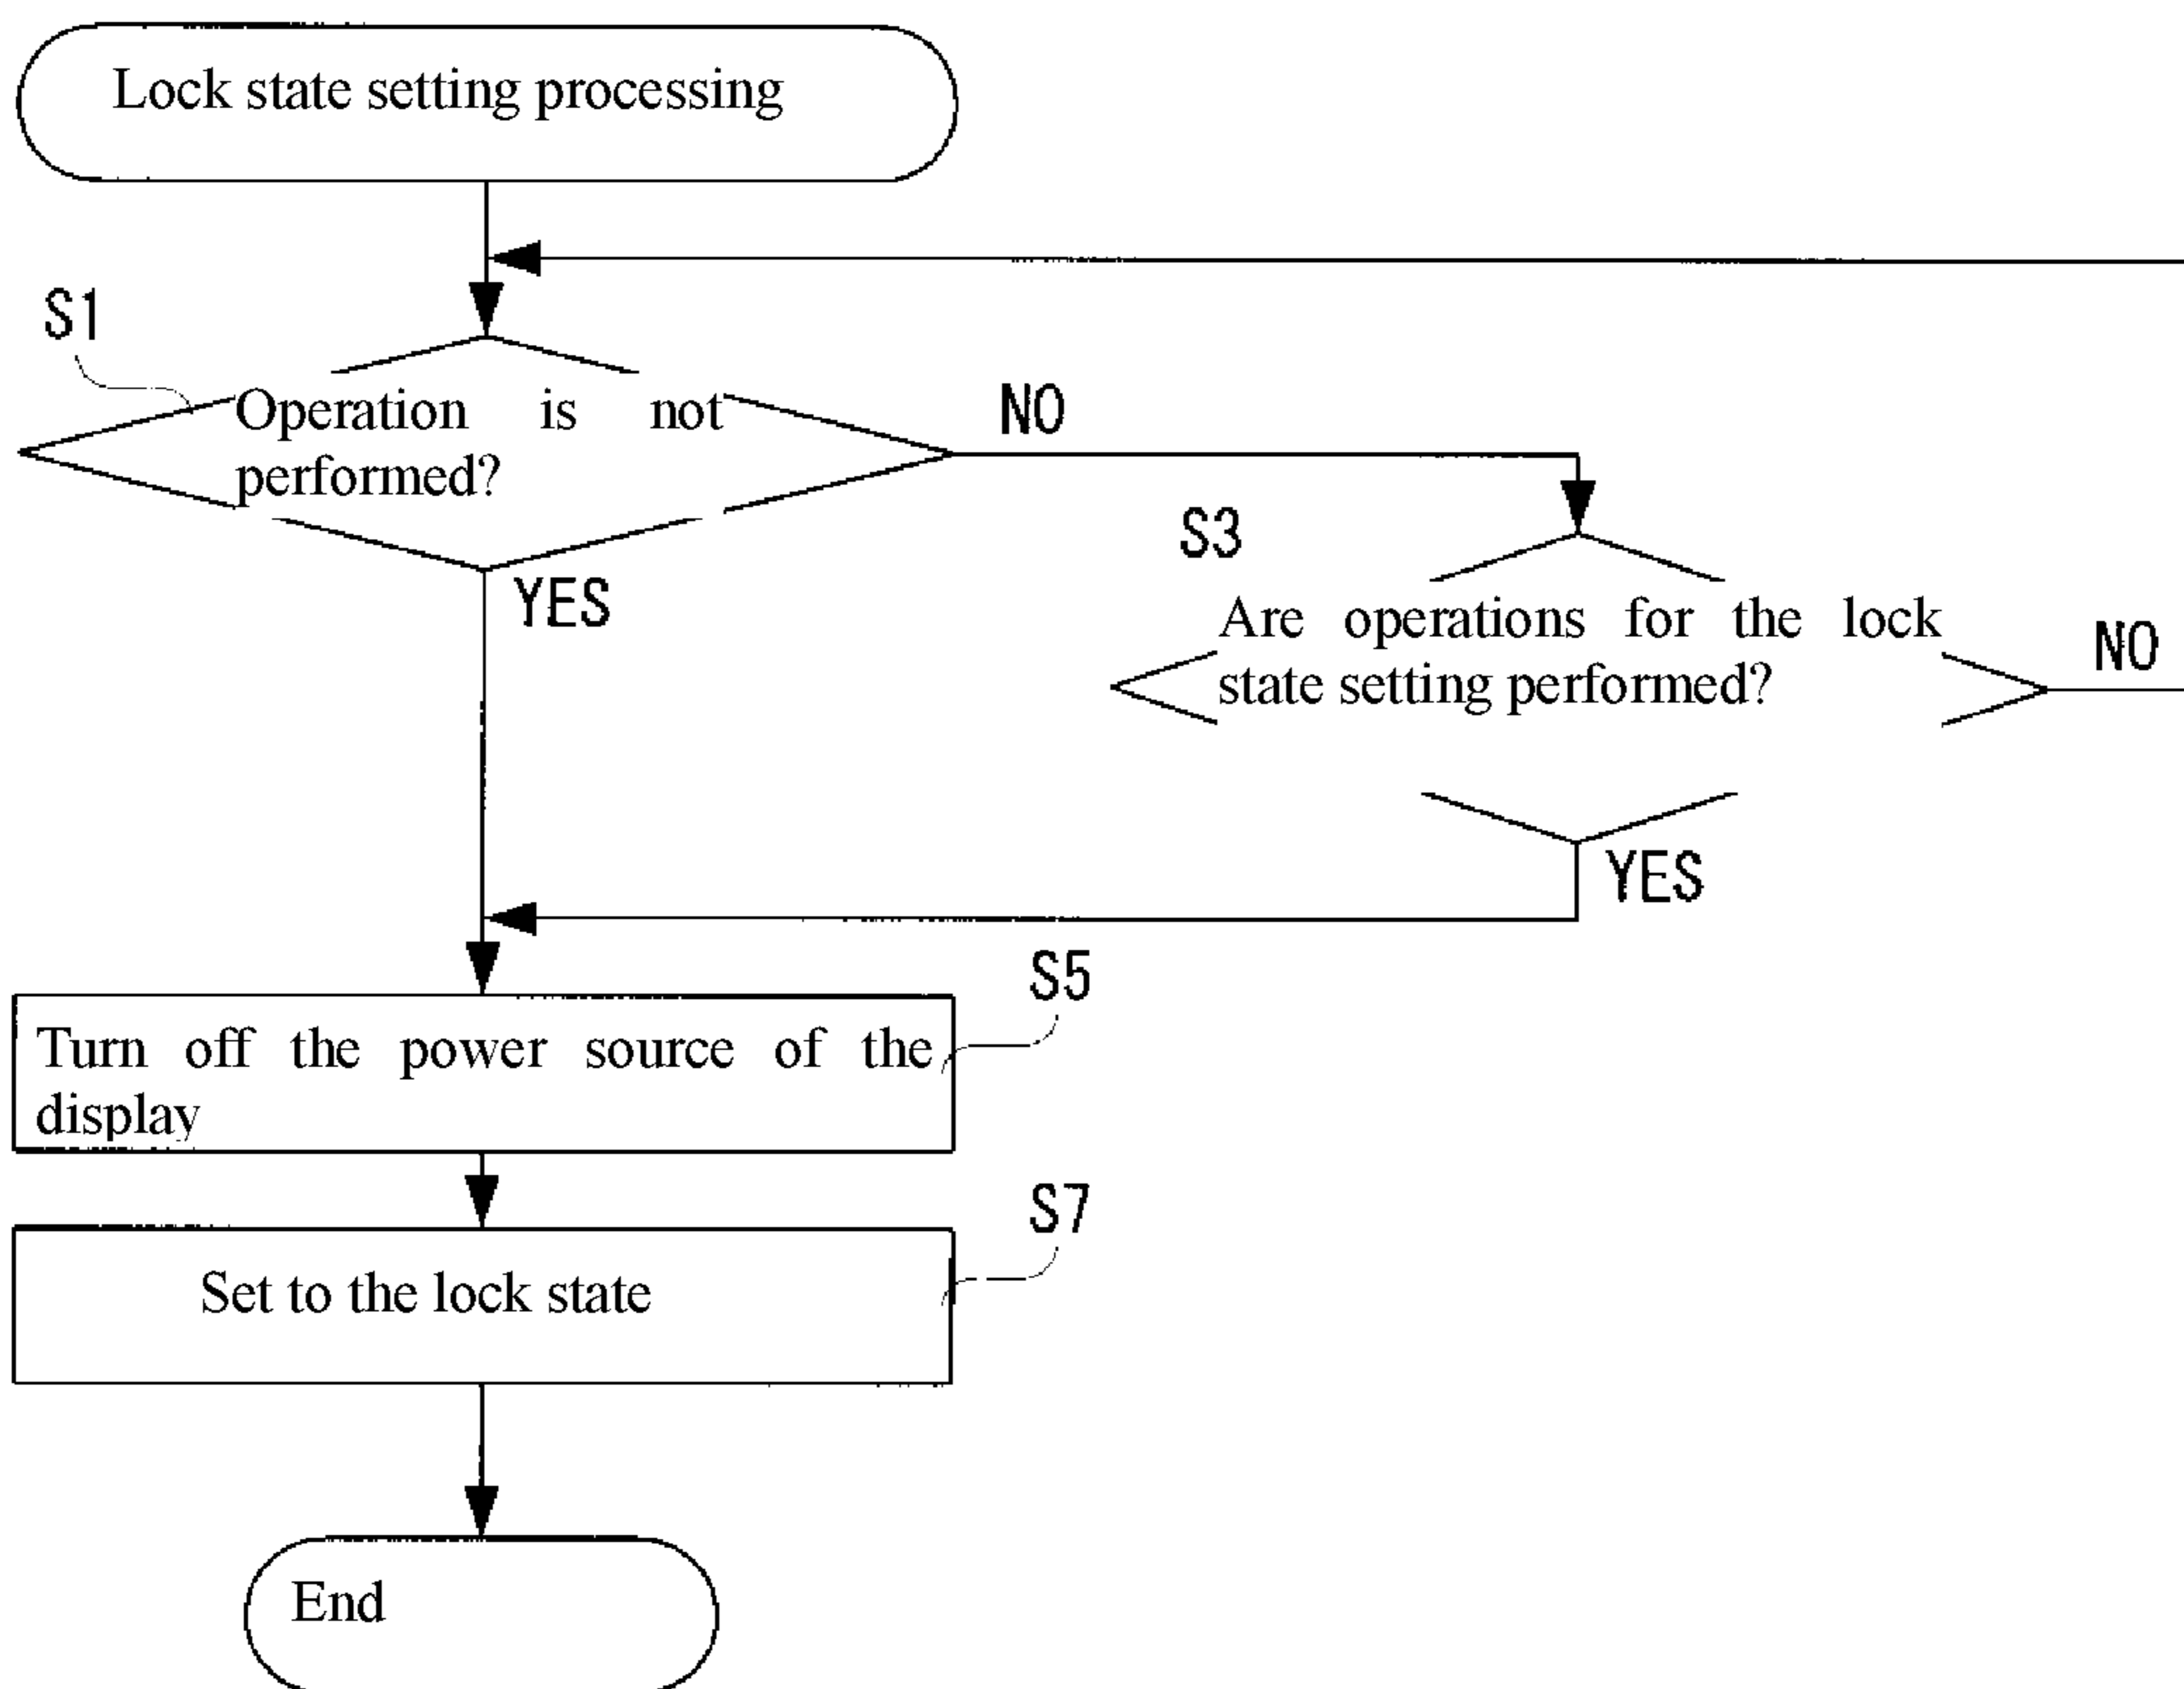 Lock state setting processing
S1
Operation is not
performed?
NO
YES
S3
Are operations for the lock
state setting performed?
NO
YES
S5
Turn off the power source of the
display
S7
Set to the lock state
End